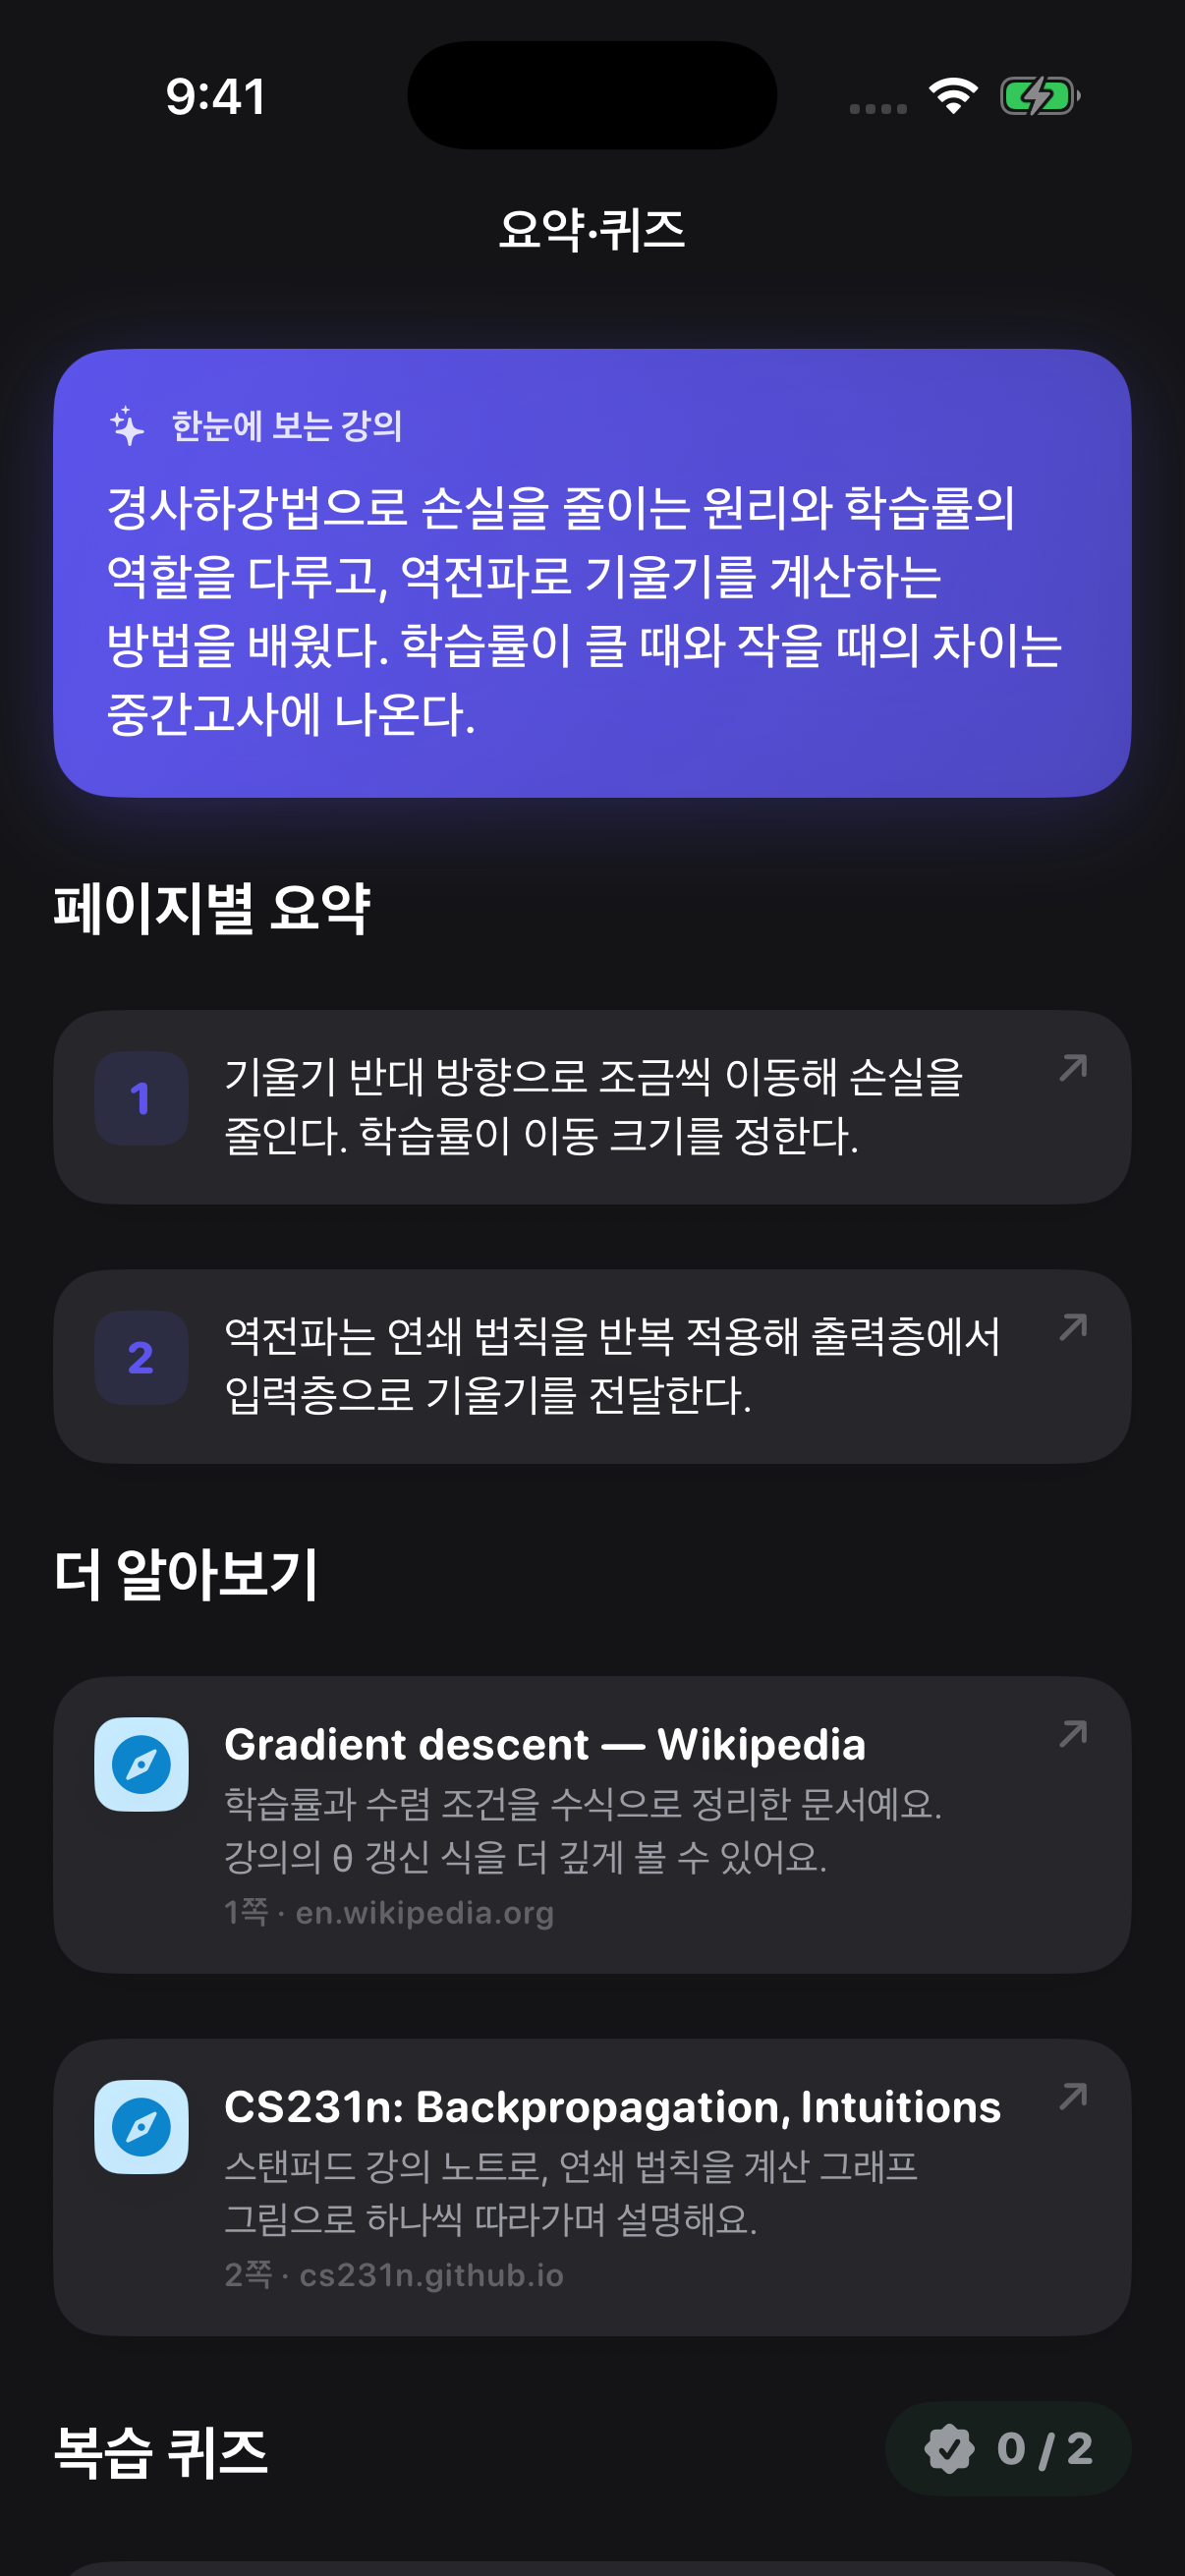 9:41
요약·퀴즈
한눈에 보는 강의
경사하강법으로 손실을 줄이는 원리와 학습률의
역할을 다루고, 역전파로 기울기를 계산하는
방법을 배웠다. 학습률이 클 때와 작을 때의 차이는
중간고사에 나온다.
페이지별 요약
1
기울기 반대 방향으로 조금씩 이동해 손실을
줄인다. 학습률이 이동 크기를 정한다.
2
역전파는 연쇄 법칙을 반복 적용해 출력층에서
입력층으로 기울기를 전달한다.
더 알아보기
Gradient descent — Wikipedia
학습률과 수렴 조건을 수식으로 정리한 문서예요.
강의의 θ 갱신 식을 더 깊게 볼 수 있어요.
1쪽 · en.wikipedia.org
CS231n: Backpropagation, Intuitions
스탠퍼드 강의 노트로, 연쇄 법칙을 계산 그래프
그림으로 하나씩 따라가며 설명해요.
2쪽 · cs231n.github.io
복습 퀴즈
0 / 2